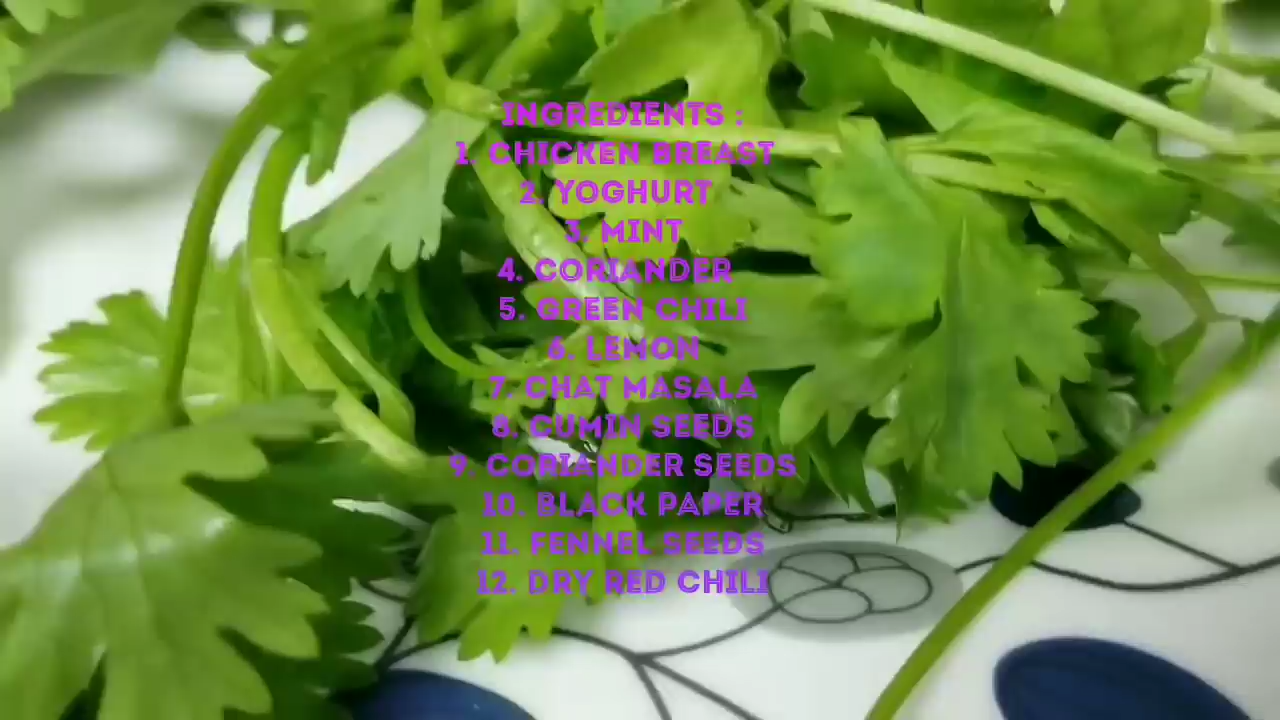 INGREDIENTS :
1. CHICKEN BREAST
2. YOGHURT
3. MINT
4. CORIANDER
5. GREEN CHILI
6. LEMON
7. CHAT MASALA
8. CUMIN SEEDS
9. CORIANDER SEEDS
10. BLACK PAPER
11. FENNEL SEEDS
12. DRY RED CHILI